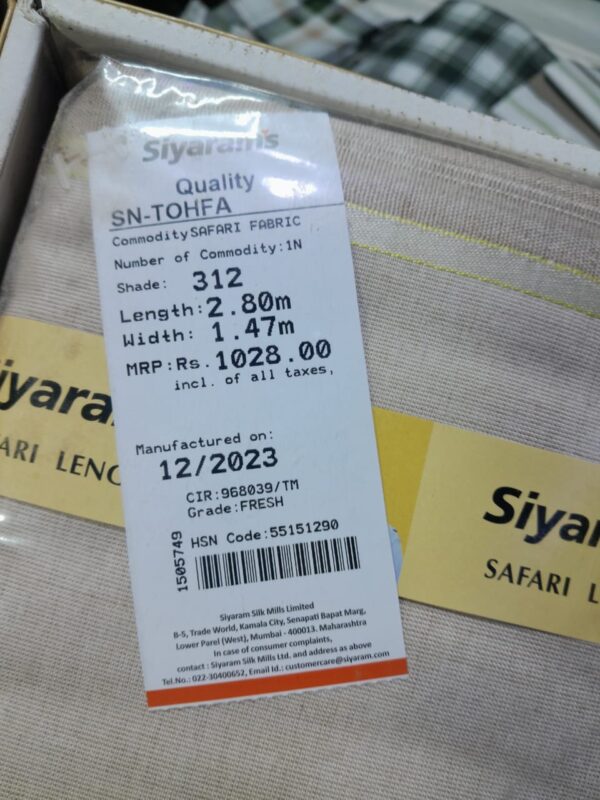 Siyaram's
Quality
SN-TOHFA
Commodity SAFARI FABRIC
Number of Commodity:1N
Shade: 312
Length:2.80m
Width: 1.47m
MRP:Rs.1028.00
incl. of all taxes,
Manufactured on:
12/2023
CIR:968039/TM
Grade:FRESH
HSN Code:55151290
1505749
Siyaram Silk Mills Limited
B-5, Trade World, Kamala City, Senapati Bapat Marg,
Lower Parel (West), Mumbai - 400013. Maharashtra
In case of consumer complaints,
contact : Siyaram Silk Mills Ltd. and address as above
Tel.No.: 022-30400652, Email Id.: customercare@siyaram.com
iyara
ARI LENG
Siyar
SAFARI L